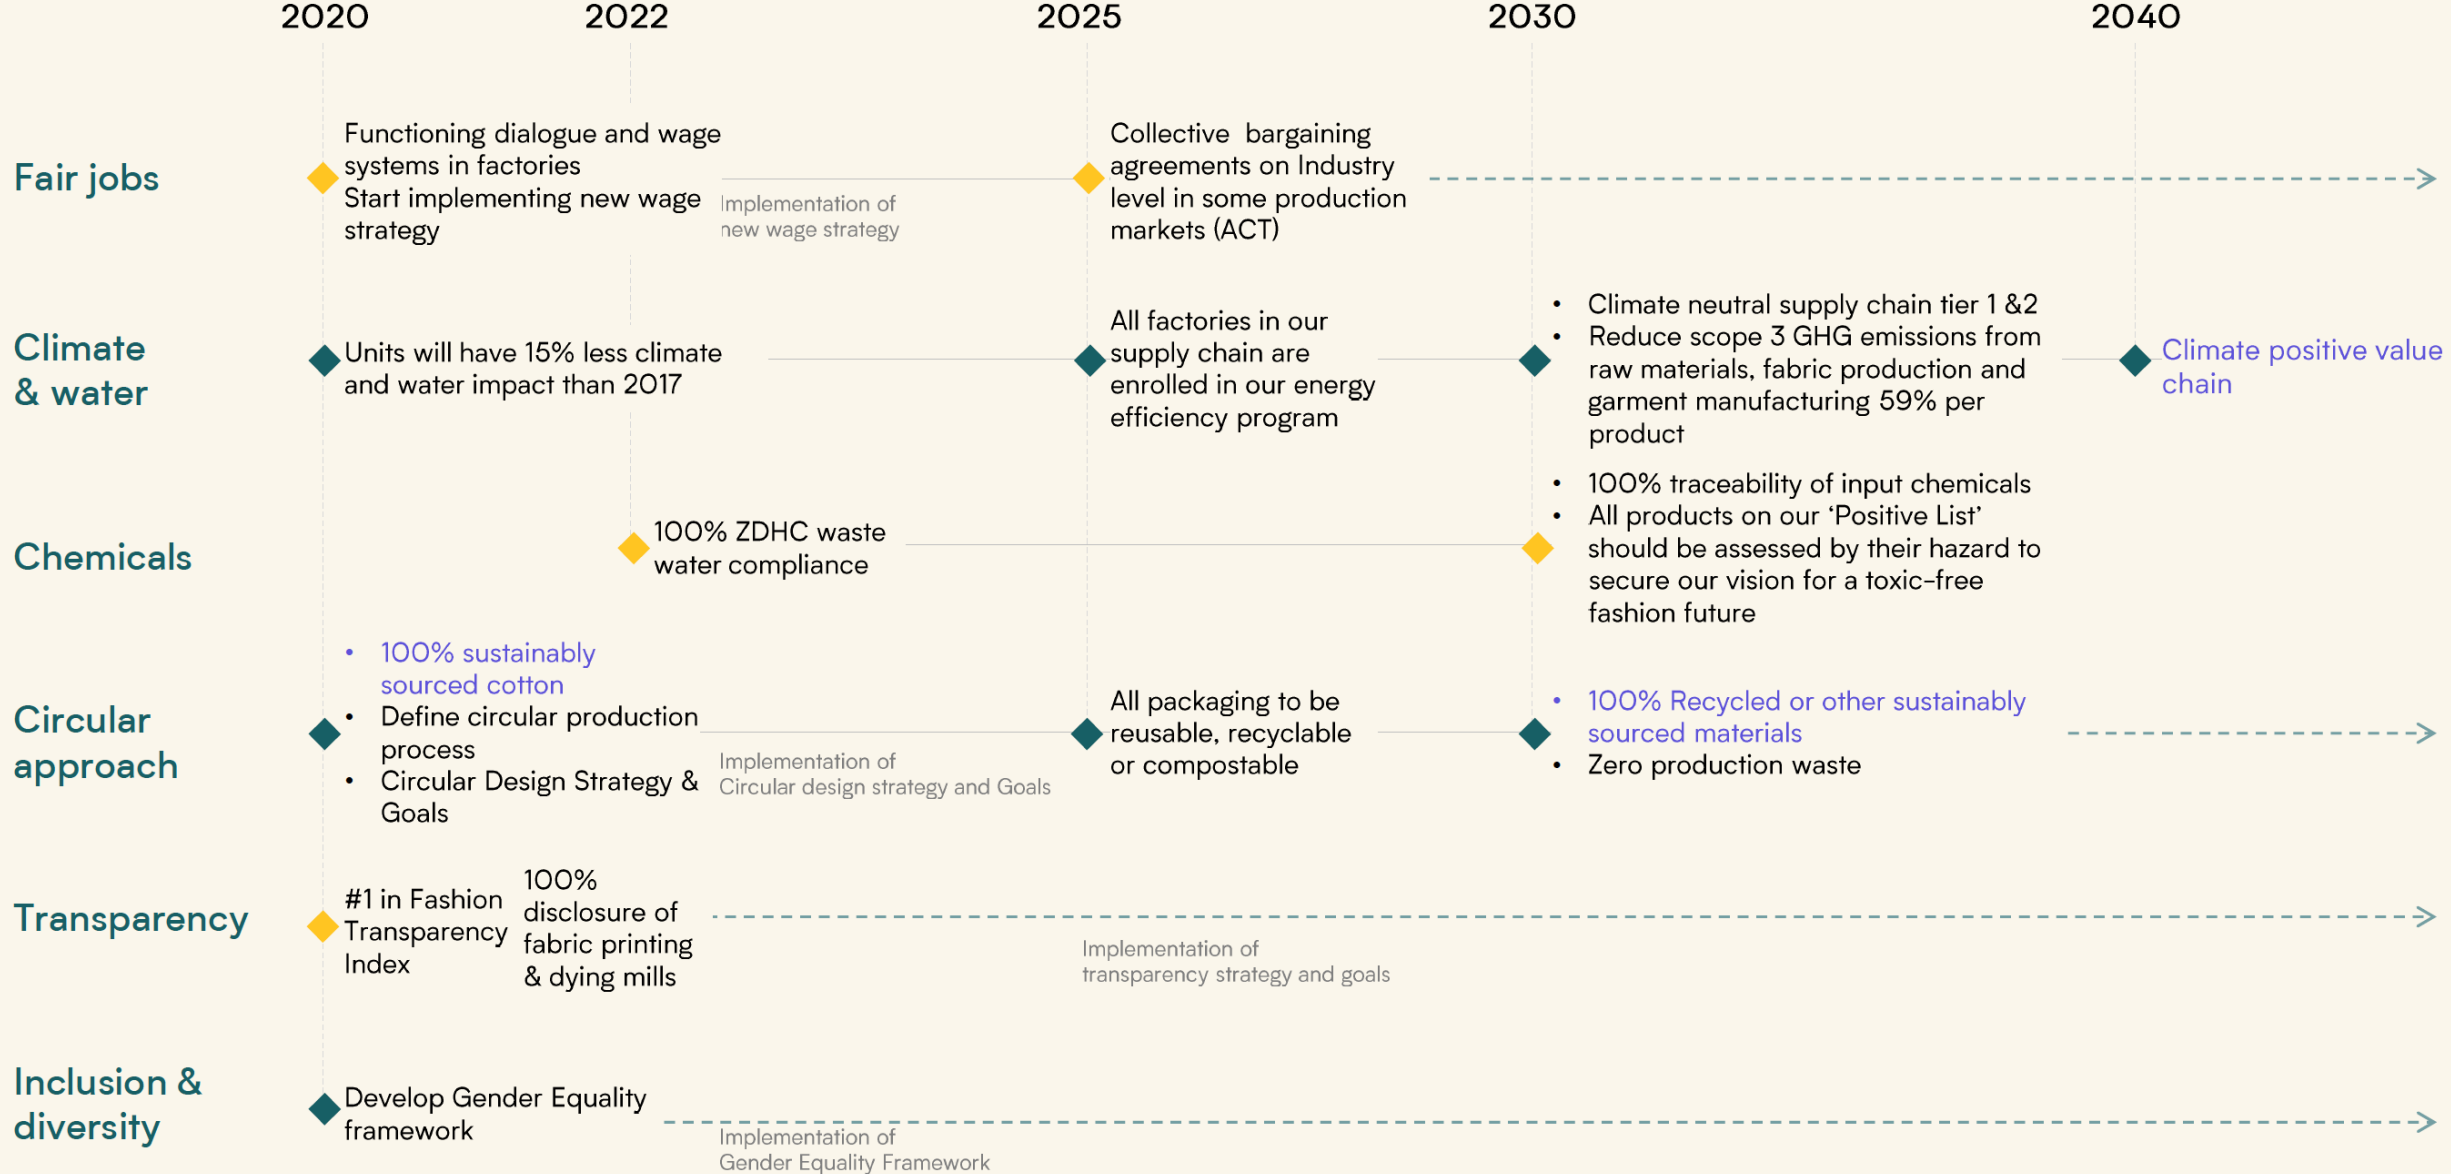 2020
2022
2025
2030
2040
Fair jobs
Functioning dialogue and wage
systems in factories
Start implementing new wage
strategy
Implementation of
new wage strategy
Collective bargaining
agreements on Industry
level in some production
markets (ACT)
Climate
& water
Units will have 15% less climate
and water impact than 2017
All factories in our
supply chain are
enrolled in our energy
efficiency program
• Climate neutral supply chain tier 1 &2
• Reduce scope 3 GHG emissions from
raw materials, fabric production and
garment manufacturing 59% per
product
Climate positive value
chain
Chemicals
100% ZDHC waste
water compliance
• 100% traceability of input chemicals
• All products on our ‘Positive List’
should be assessed by their hazard to
secure our vision for a toxic-free
fashion future
Circular
approach
• 100% sustainably
sourced cotton
• Define circular production
process
• Circular Design Strategy &
Goals
Implementation of
Circular design strategy and Goals
All packaging to be
reusable, recyclable
or compostable
• 100% Recycled or other sustainably
sourced materials
• Zero production waste
Transparency
#1 in Fashion
Transparency
Index
100%
disclosure of
fabric printing
& dying mills
Implementation of
transparency strategy and goals
Inclusion &
diversity
Develop Gender Equality
framework
Implementation of
Gender Equality Framework